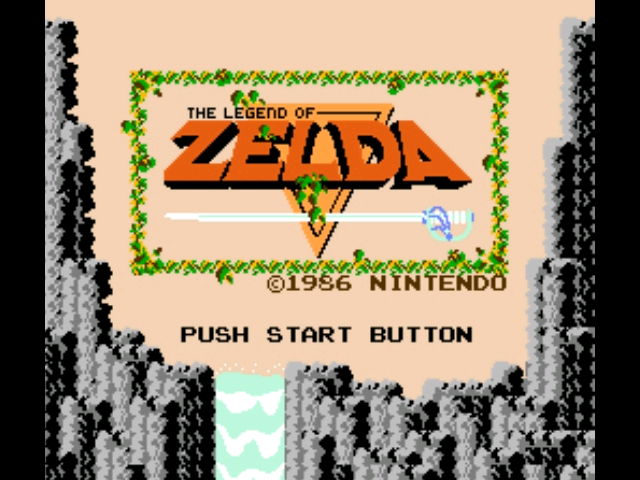 THE LEGEND OF
ZELDA
©1986 NINTENDO
PUSH START BUTTON